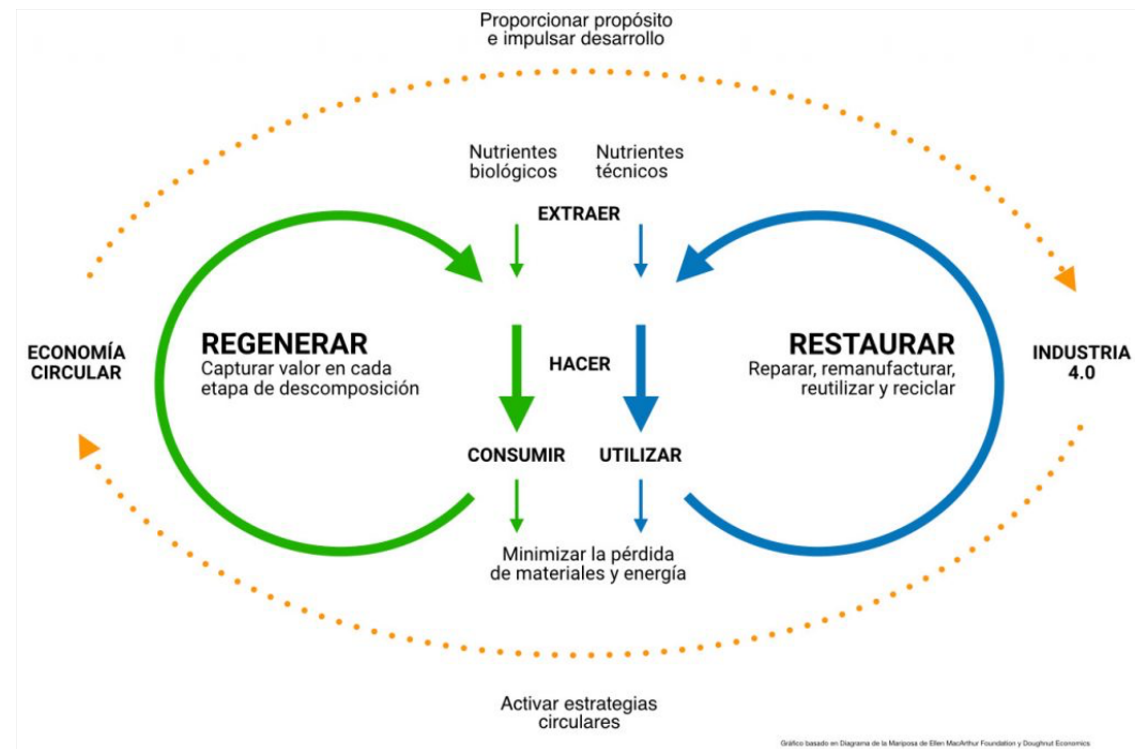 Proporcionar propósito
e impulsar desarrollo
Nutrientes
biológicos
Nutrientes
técnicos
EXTRAER
REGENERAR
Capturar valor en cada
etapa de descomposición
HACER
RESTAURAR
Reparar, remanufacturar,
reutilizar y reciclar
ECONOMÍA
CIRCULAR
INDUSTRIA
4.0
CONSUMIR
UTILIZAR
Minimizar la pérdida
de materiales y energía
Activar estrategias
circulares
Gráfico basado en Diagrama de la Mariposa de Ellen MacArthur Foundation y Doughnut Economics